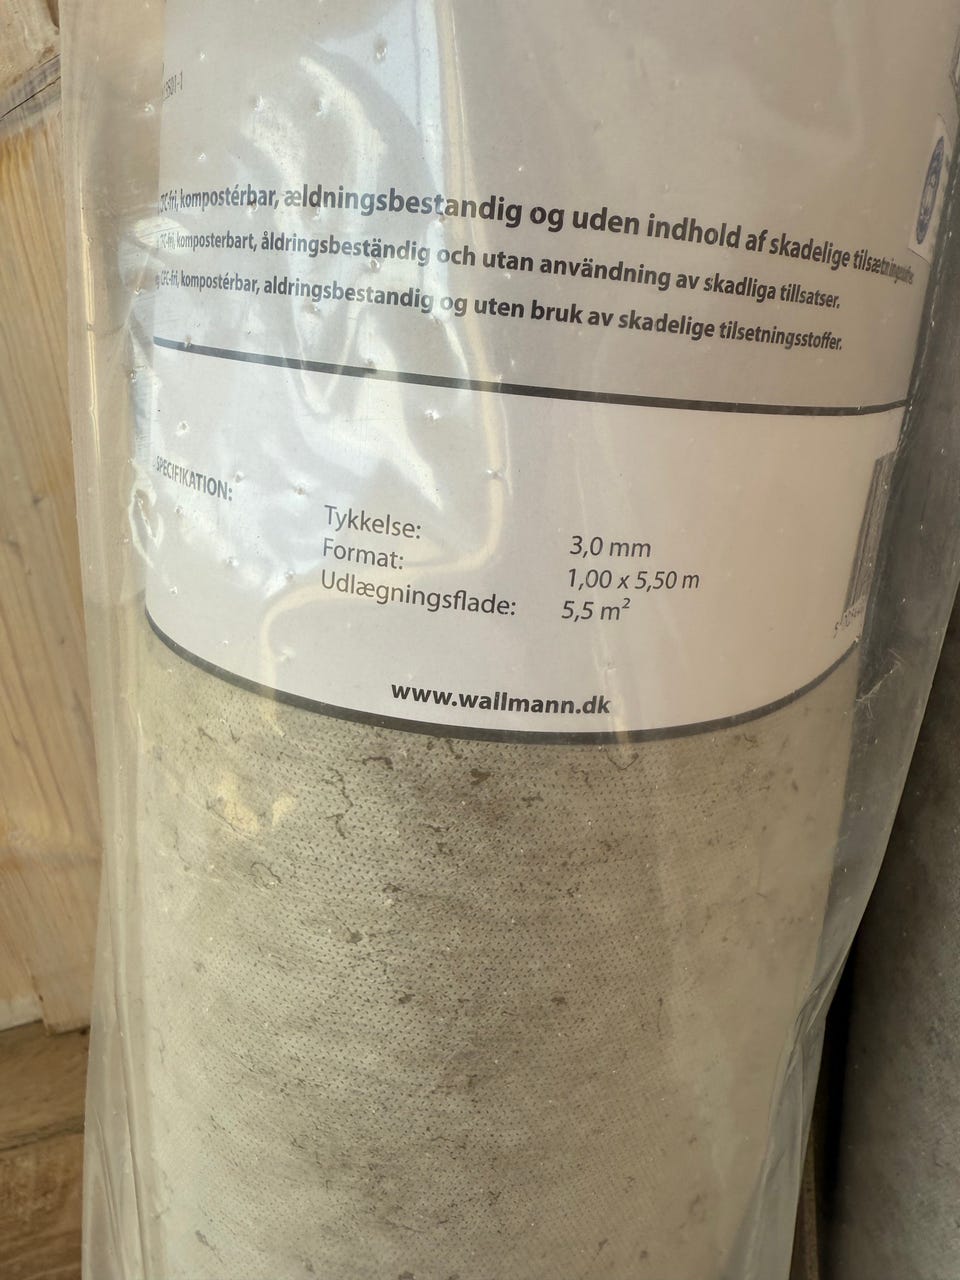 kompostérbar, ældningsbestandig og uden indhold af skadelige
komposterbart, åldringsbeständig och utan användning av skadliga tillsatser.
CFC-fri, kompostérbar, aldringsbestandig og uten bruk av skadelige tilsetningsstoffer.
SPECIFIKATION:
Tykkelse: 3,0 mm
Format: 1,00 x 5,50 m
Udlægningsflade: 5,5 m²
www.wallmann.dk